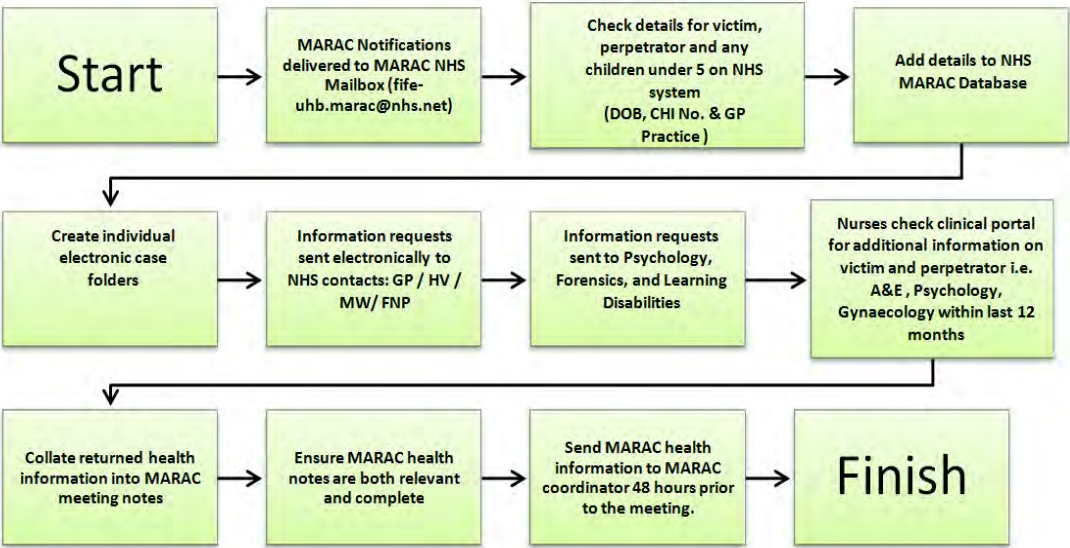 Start
MARAC Notifications
delivered to MARAC NHS
Mailbox (fife-
uhb.marac@nhs.net)
Check details for victim,
perpetrator and any
children under 5 on NHS
system
(DOB, CHI No. & GP
Practice )
Add details to NHS
MARAC Database
Create individual
electronic case
folders
Information requests
sent electronically to
NHS contacts: GP / HV /
MW/ FNP
Information requests
sent to Psychology,
Forensics, and Learning
Disabilities
Nurses check clinical portal
for additional information on
victim and perpetrator i.e.
A&E , Psychology,
Gynaecology within last 12
months
Collate returned health
information into MARAC
meeting notes
Ensure MARAC health
notes are both relevant
and complete
Send MARAC health
information to MARAC
coordinator 48 hours prior
to the meeting.
Finish